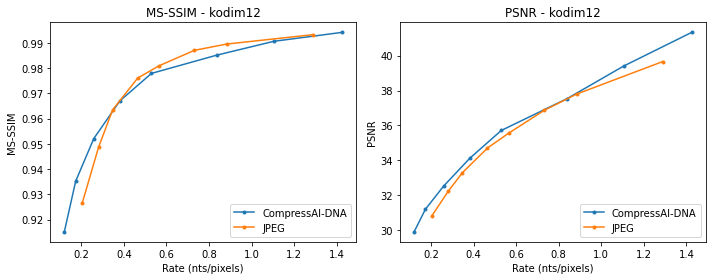 MS-SSIM - kodim12
MS-SSIM
0.99
0.98
0.97
0.96
0.95
0.94
0.93
0.92
0.2 0.4 0.6 0.8 1.0 1.2 1.4
Rate (nts/pixels)
CompressAI-DNA
JPEG
PSNR - kodim12
PSNR
40
38
36
34
32
30
0.2 0.4 0.6 0.8 1.0 1.2 1.4
Rate (nts/pixels)
CompressAI-DNA
JPEG